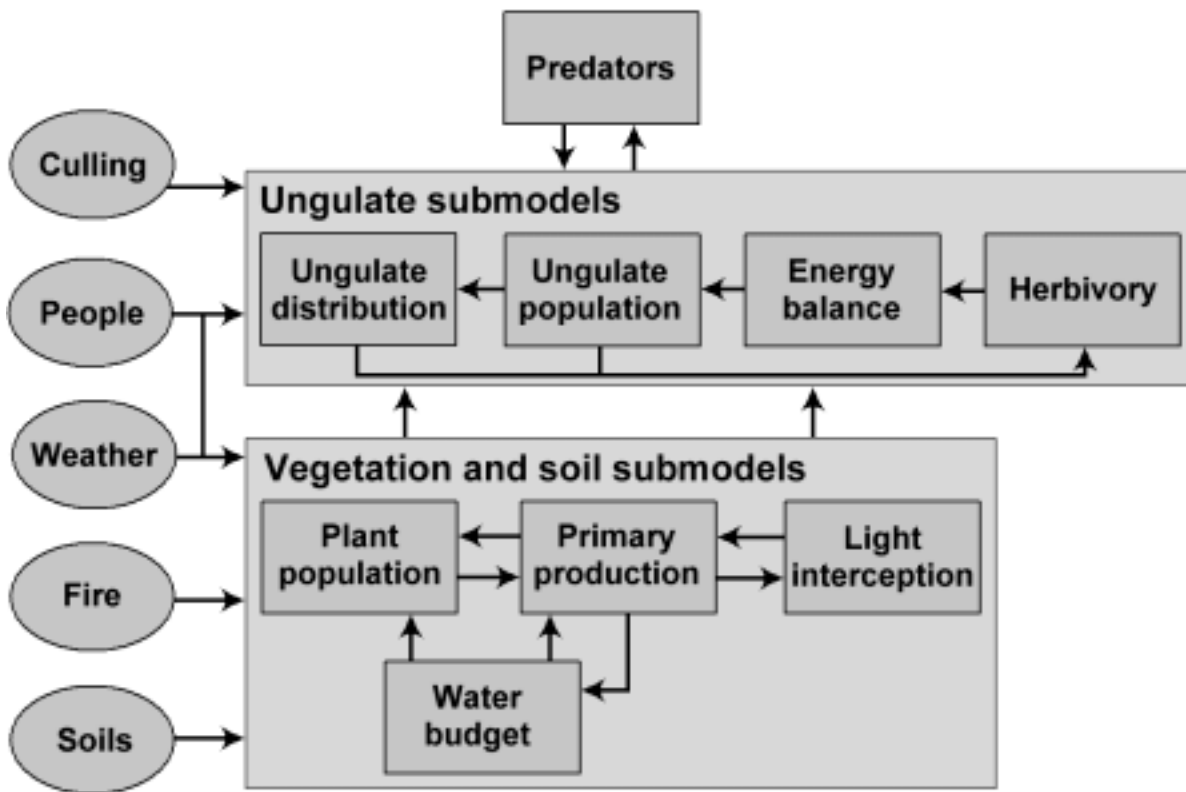 Predators
Culling
Ungulate submodels
Ungulate
distribution
Ungulate
population
Energy
balance
Herbivory
People
Weather
Vegetation and soil submodels
Plant
population
Primary
production
Light
interception
Fire
Water
budget
Soils